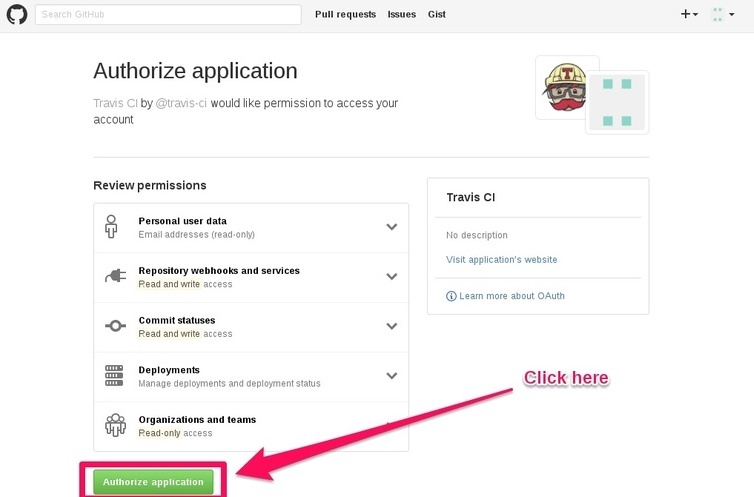 Search GitHub
Pull requests Issues Gist
Authorize application
Travis CI by @travis-ci would like permission to access your
account
T
Review permissions
Personal user data
Email addresses (read-only)
Repository webhooks and services
Read and write access
Commit statuses
Read and write access
Deployments
Manage deployments and deployment status
Organizations and teams
Read-only access
Travis CI
No description
Visit application's website
Learn more about OAuth
Click here
Authorize application